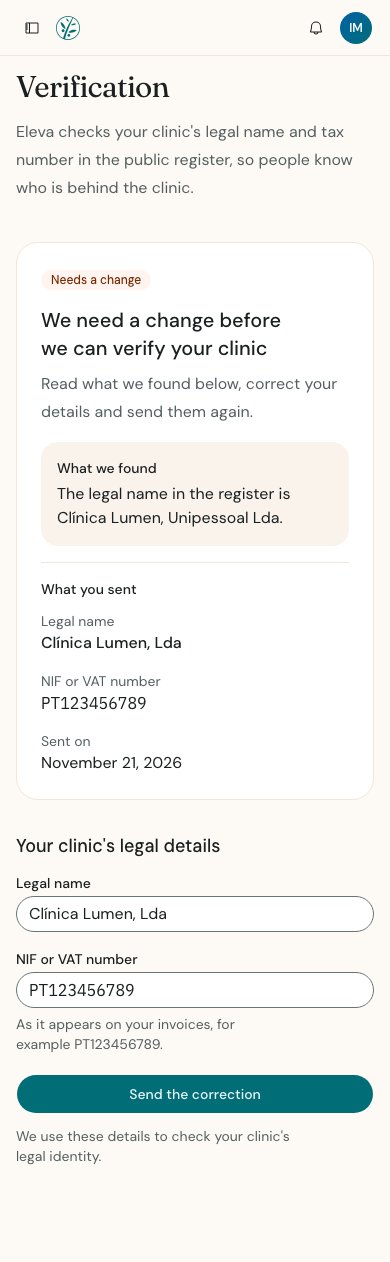 IM
Verification
Eleva checks your clinic's legal name and tax
number in the public register, so people know
who is behind the clinic.
Needs a change
We need a change before
we can verify your clinic
Read what we found below, correct your
details and send them again.
What we found
The legal name in the register is
Clínica Lumen, Unipessoal Lda.
What you sent
Legal name
Clínica Lumen, Lda
NIF or VAT number
PT123456789
Sent on
November 21, 2026
Your clinic's legal details
Legal name
Clínica Lumen, Lda
NIF or VAT number
PT123456789
As it appears on your invoices, for
example PT123456789.
Send the correction
We use these details to check your clinic's
legal identity.